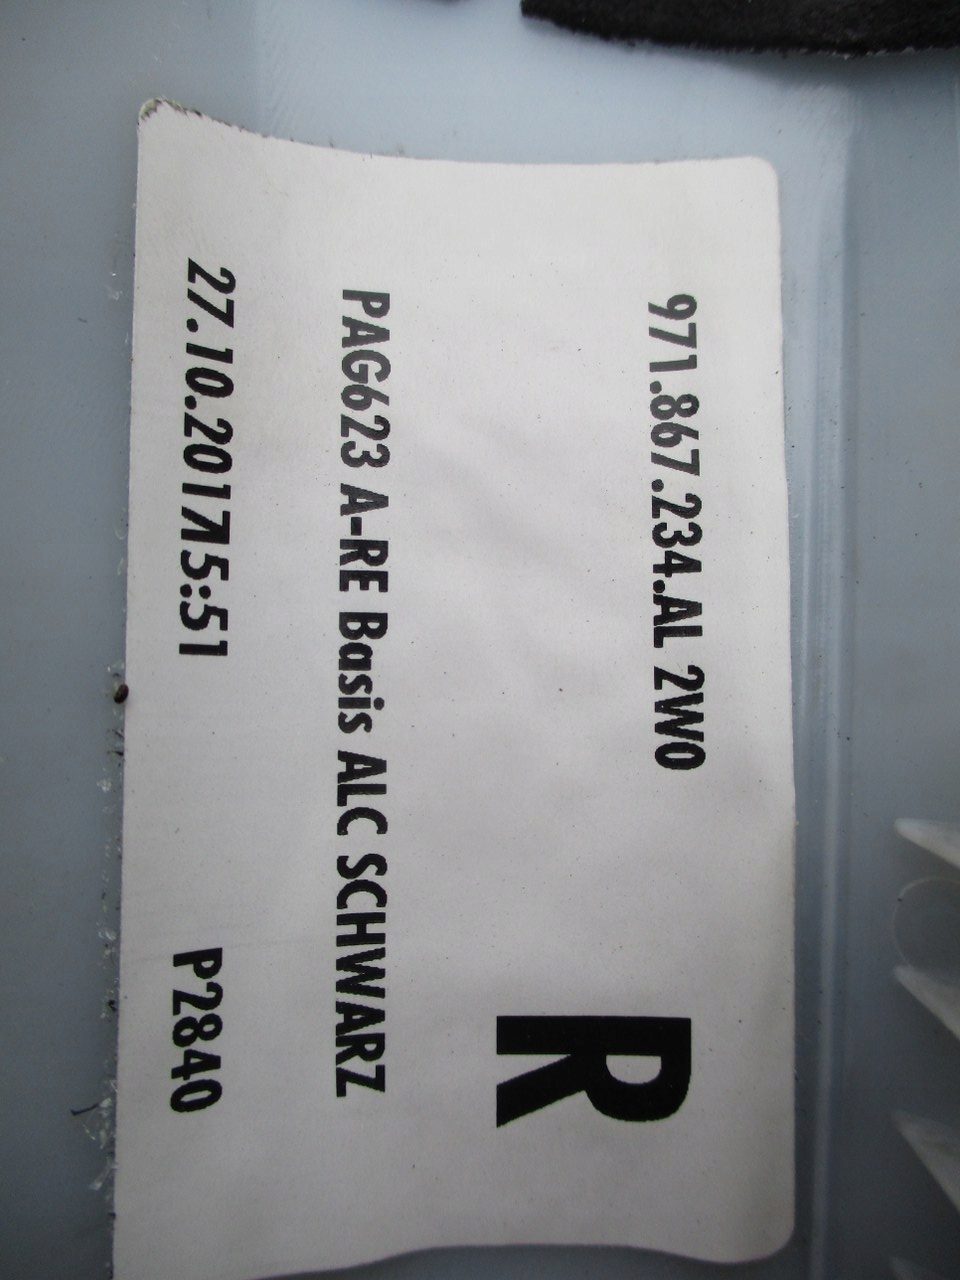 971.867.234.AL 2W0
R
PAG623 A-RE Basis ALC SCHWARZ
27.10.2017 15:51 P2840